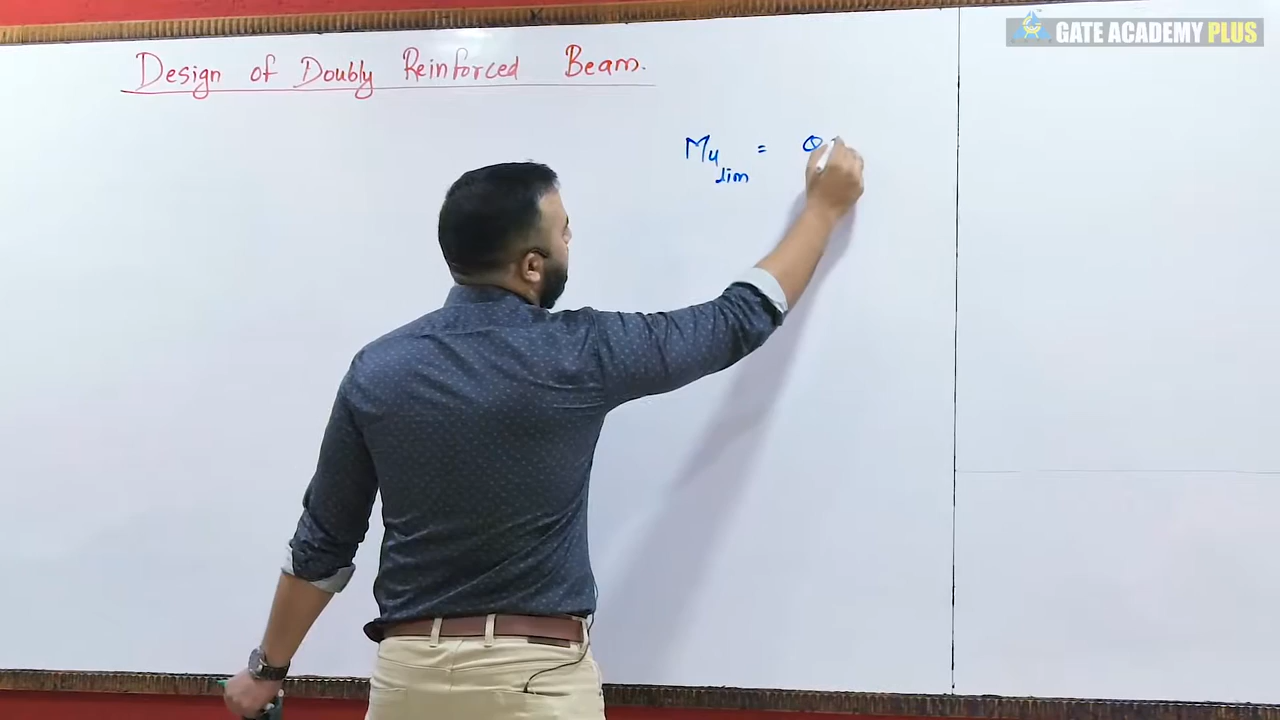 GATE ACADEMY PLUS
Design of Doubly Reinforced Beam.
Mu lim = Q